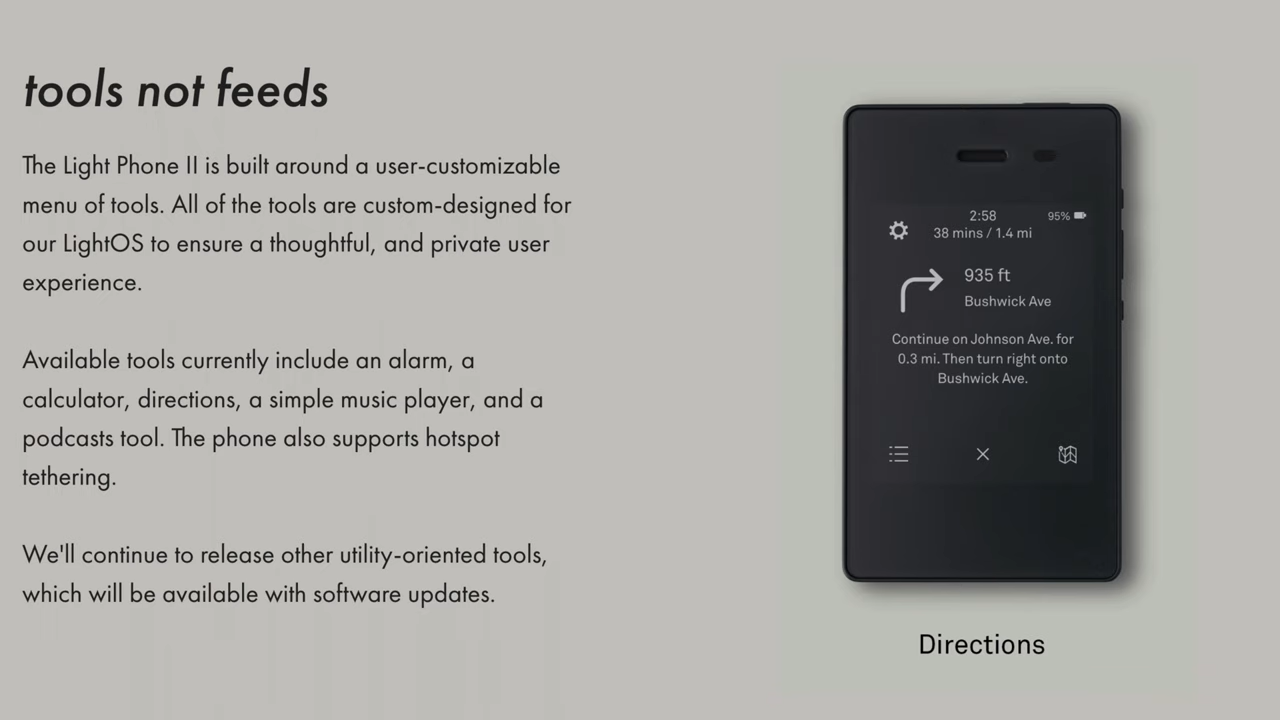 tools not feeds
The Light Phone II is built around a user-customizable
menu of tools. All of the tools are custom-designed for
our LightOS to ensure a thoughtful, and private user
experience.
Available tools currently include an alarm, a
calculator, directions, a simple music player, and a
podcasts tool. The phone also supports hotspot
tethering.
We'll continue to release other utility-oriented tools,
which will be available with software updates.
2:58
95%
38 mins / 1.4 mi
935 ft
Bushwick Ave
Continue on Johnson Ave. for
0.3 mi. Then turn right onto
Bushwick Ave.
Directions